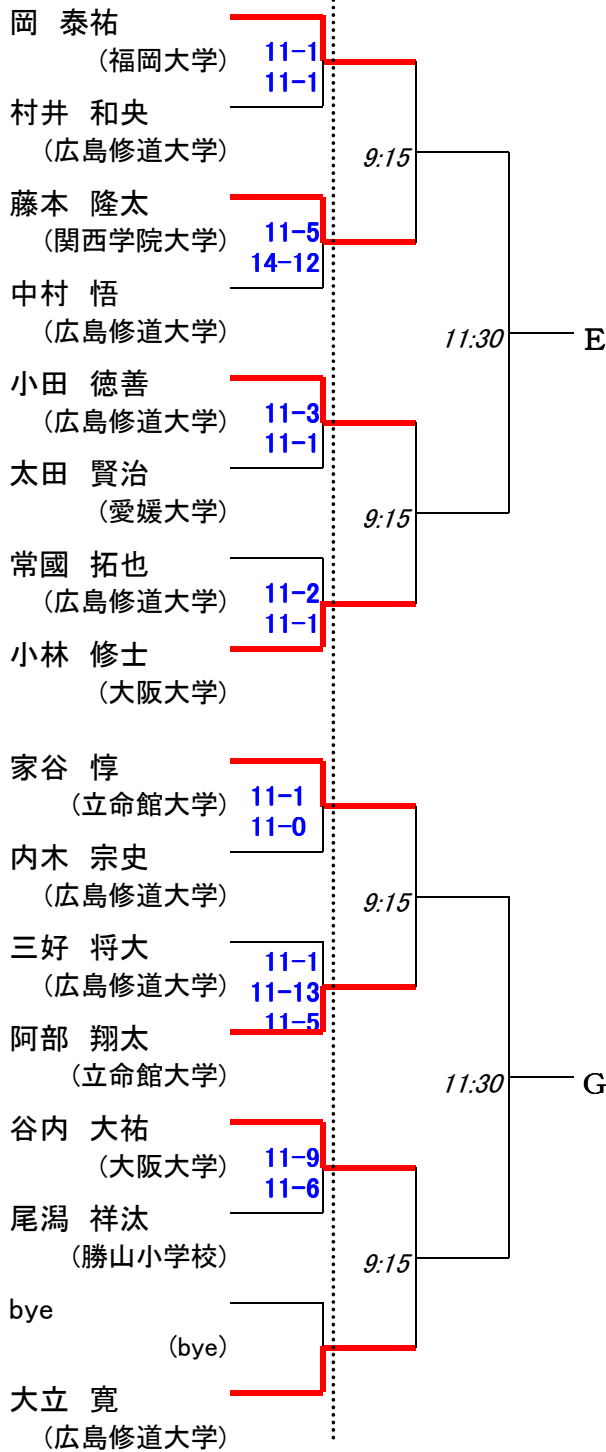 岡 泰祐
(福岡大学)
11-1
11-1
村井 和央
(広島修道大学)
9:15
藤本 隆太
(関西学院大学)
11-5
14-12
中村 悟
(広島修道大学)
11:30
E
小田 徳善
(広島修道大学)
11-3
11-1
太田 賢治
(愛媛大学)
9:15
常國 拓也
(広島修道大学)
11-2
11-1
小林 修士
(大阪大学)
家谷 惇
(立命館大学)
11-1
11-0
内木 宗史
(広島修道大学)
9:15
三好 将大
(広島修道大学)
11-1
11-13
11-5
阿部 翔太
(立命館大学)
11:30
G
谷内 大祐
(大阪大学)
11-9
11-6
尾潟 祥汰
(勝山小学校)
9:15
bye
(bye)
大立 寛
(広島修道大学)